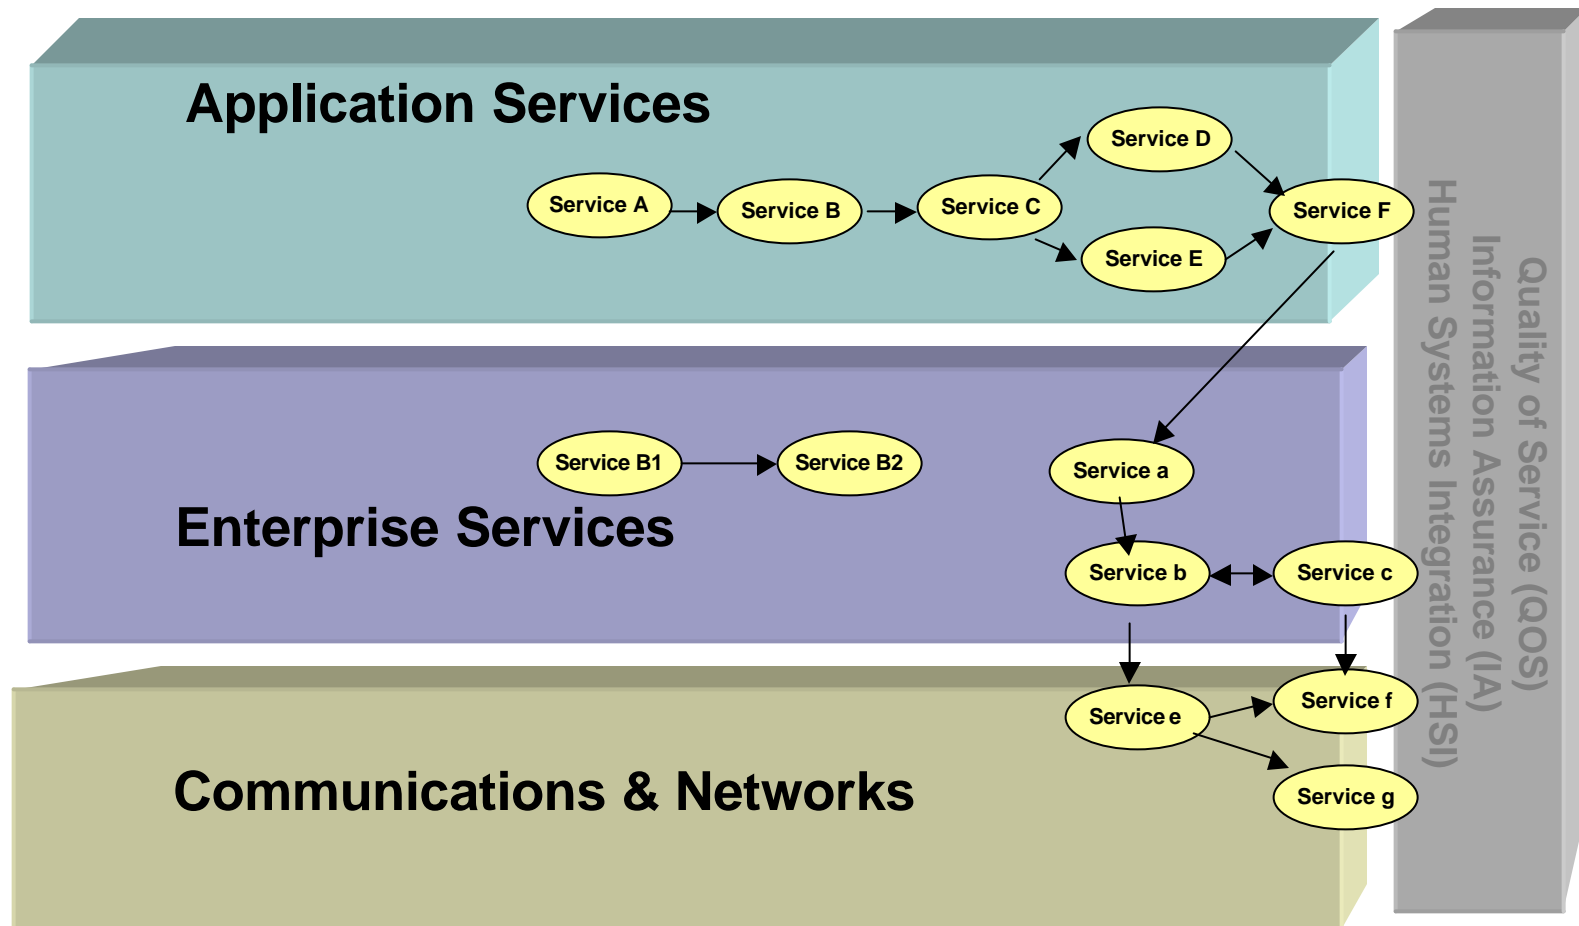 Application Services
Service D
Service A
Service B
Service C
Service F
Service E
Service B1
Service B2
Service a
Enterprise Services
Service b
Service c
Service e
Service f
Communications & Networks
Service g
Quality of Service (QOS)
Information Assurance (IA)
Human Systems Integration (HSI)